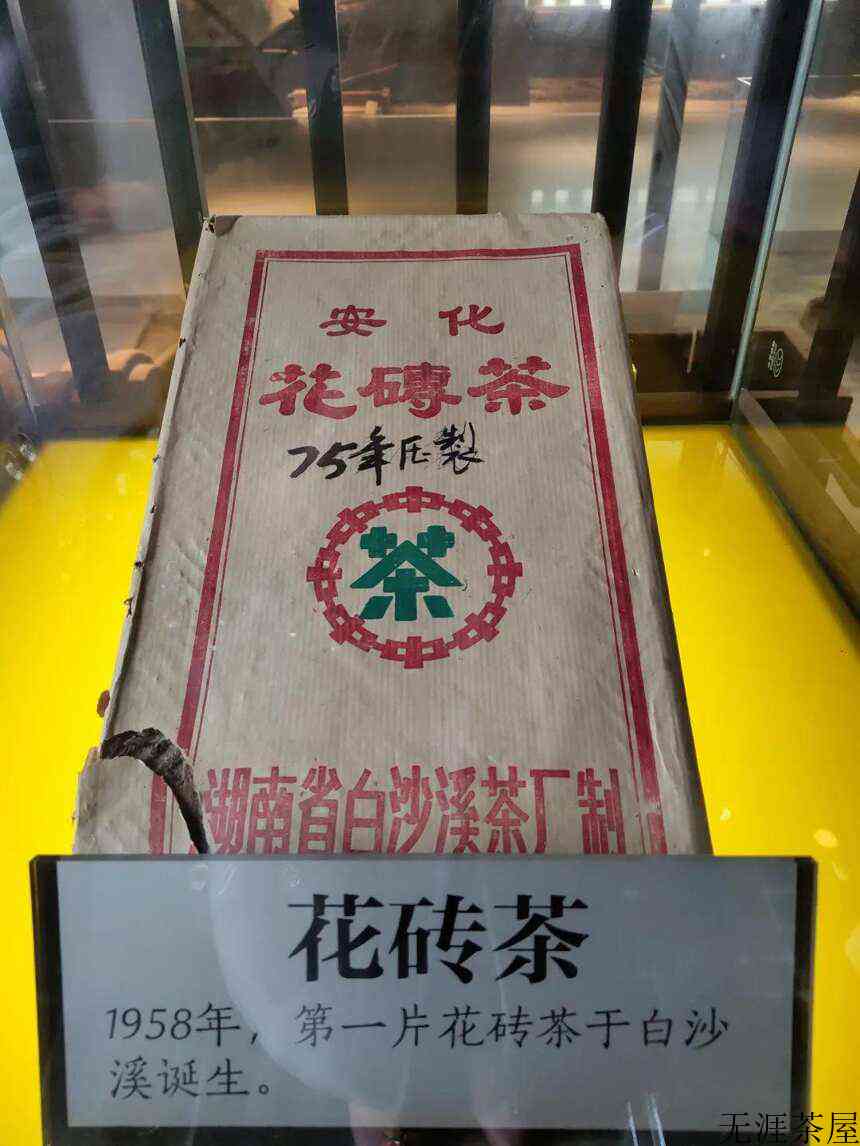 安化
花磚茶
75年压製
茶
湖南省白沙溪茶厂制
花砖茶
1958年，第一片花砖茶于白沙
溪诞生。
无涯茶屋